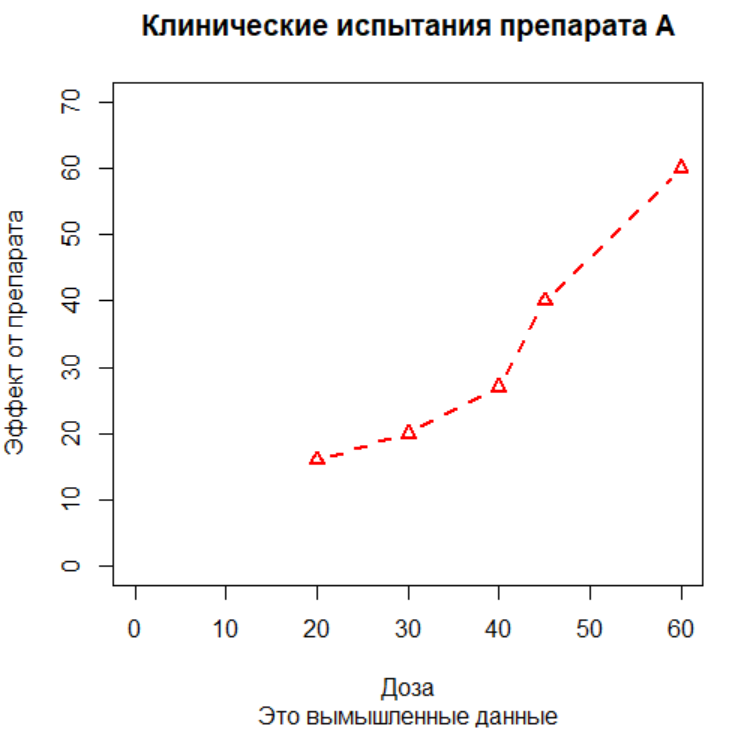 Клинические испытания препарата А
Эффект от препарата
70
60
50
40
30
20
10
0
0 10 20 30 40 50 60
Доза
Это вымышленные данные